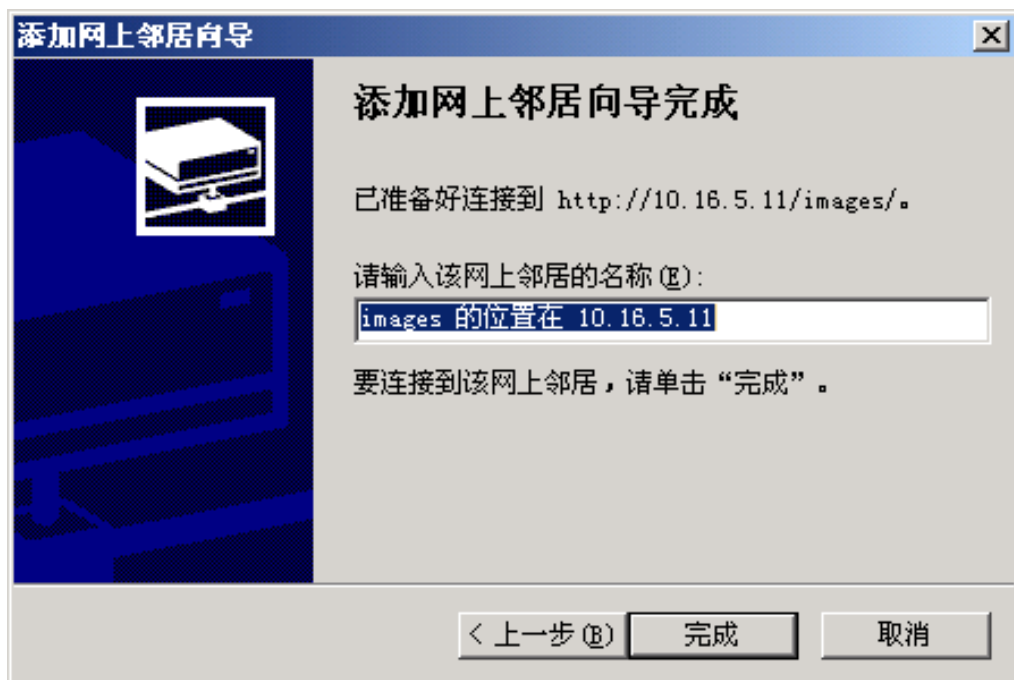 添加网上邻居向导
添加网上邻居向导完成
已准备好连接到 http://10.16.5.11/images/。
请输入该网上邻居的名称(E):
images 的位置在 10.16.5.11
要连接到该网上邻居，请单击“完成”。
< 上一步(B) 完成 取消